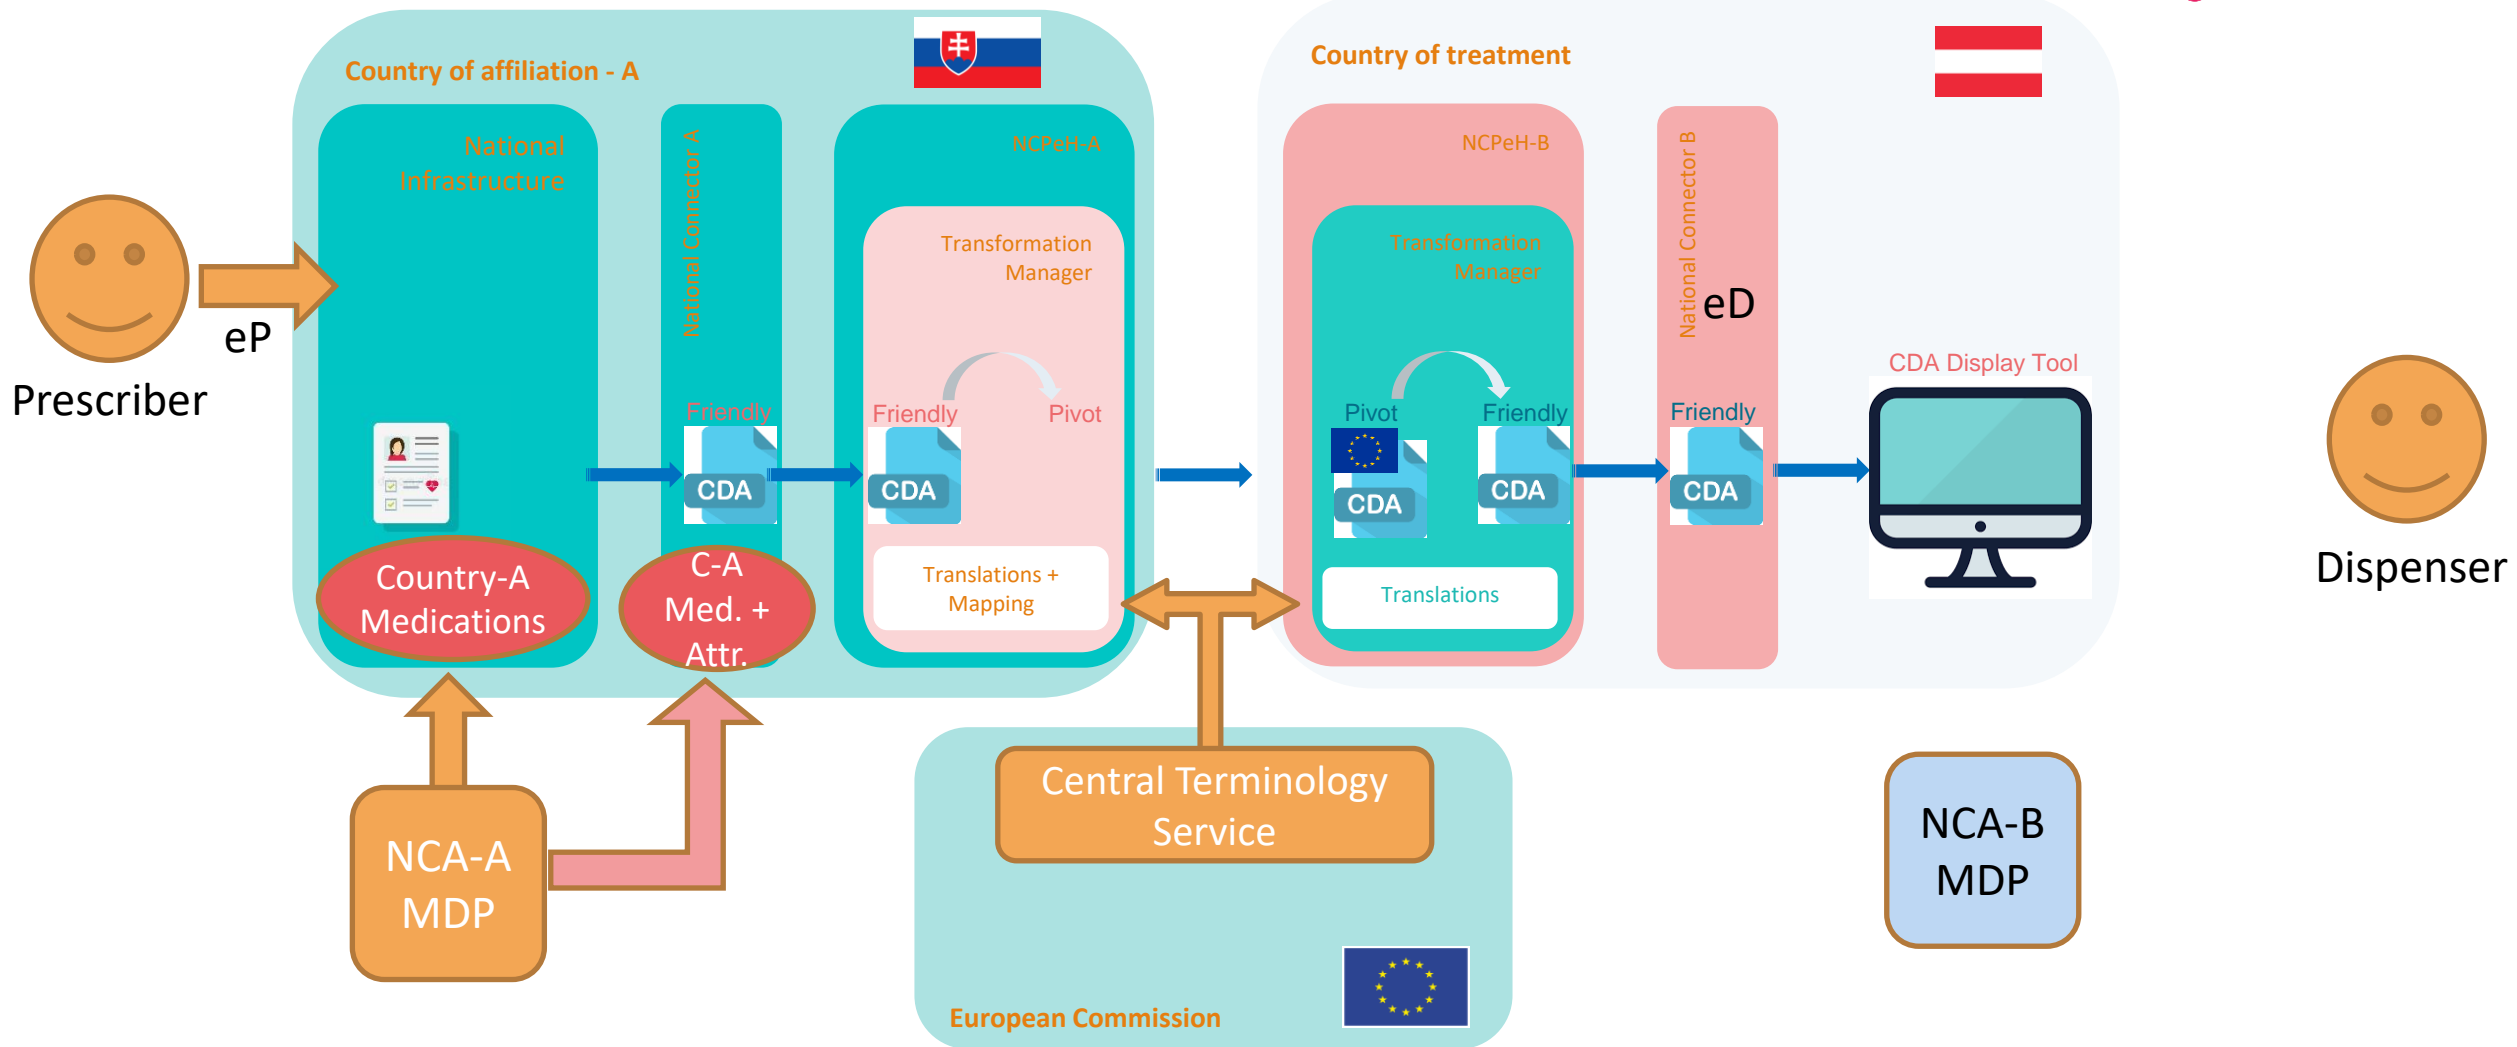 Country of affiliation - A
Country of treatment
National
Infrastructure
National Connector A
NCPeH-A
Transformation
Manager
NCPeH-B
Transformation
Manager
National Connector B
eD
eP
Prescriber
CDA Display Tool
Friendly
Friendly
Pivot
Pivot
Friendly
Friendly
CDA
CDA
CDA
CDA
CDA
Country-A
Medications
C-A
Med. +
Attr.
Translations +
Mapping
Translations
Dispenser
Central Terminology
Service
NCA-A
MDP
NCA-B
MDP
European Commission